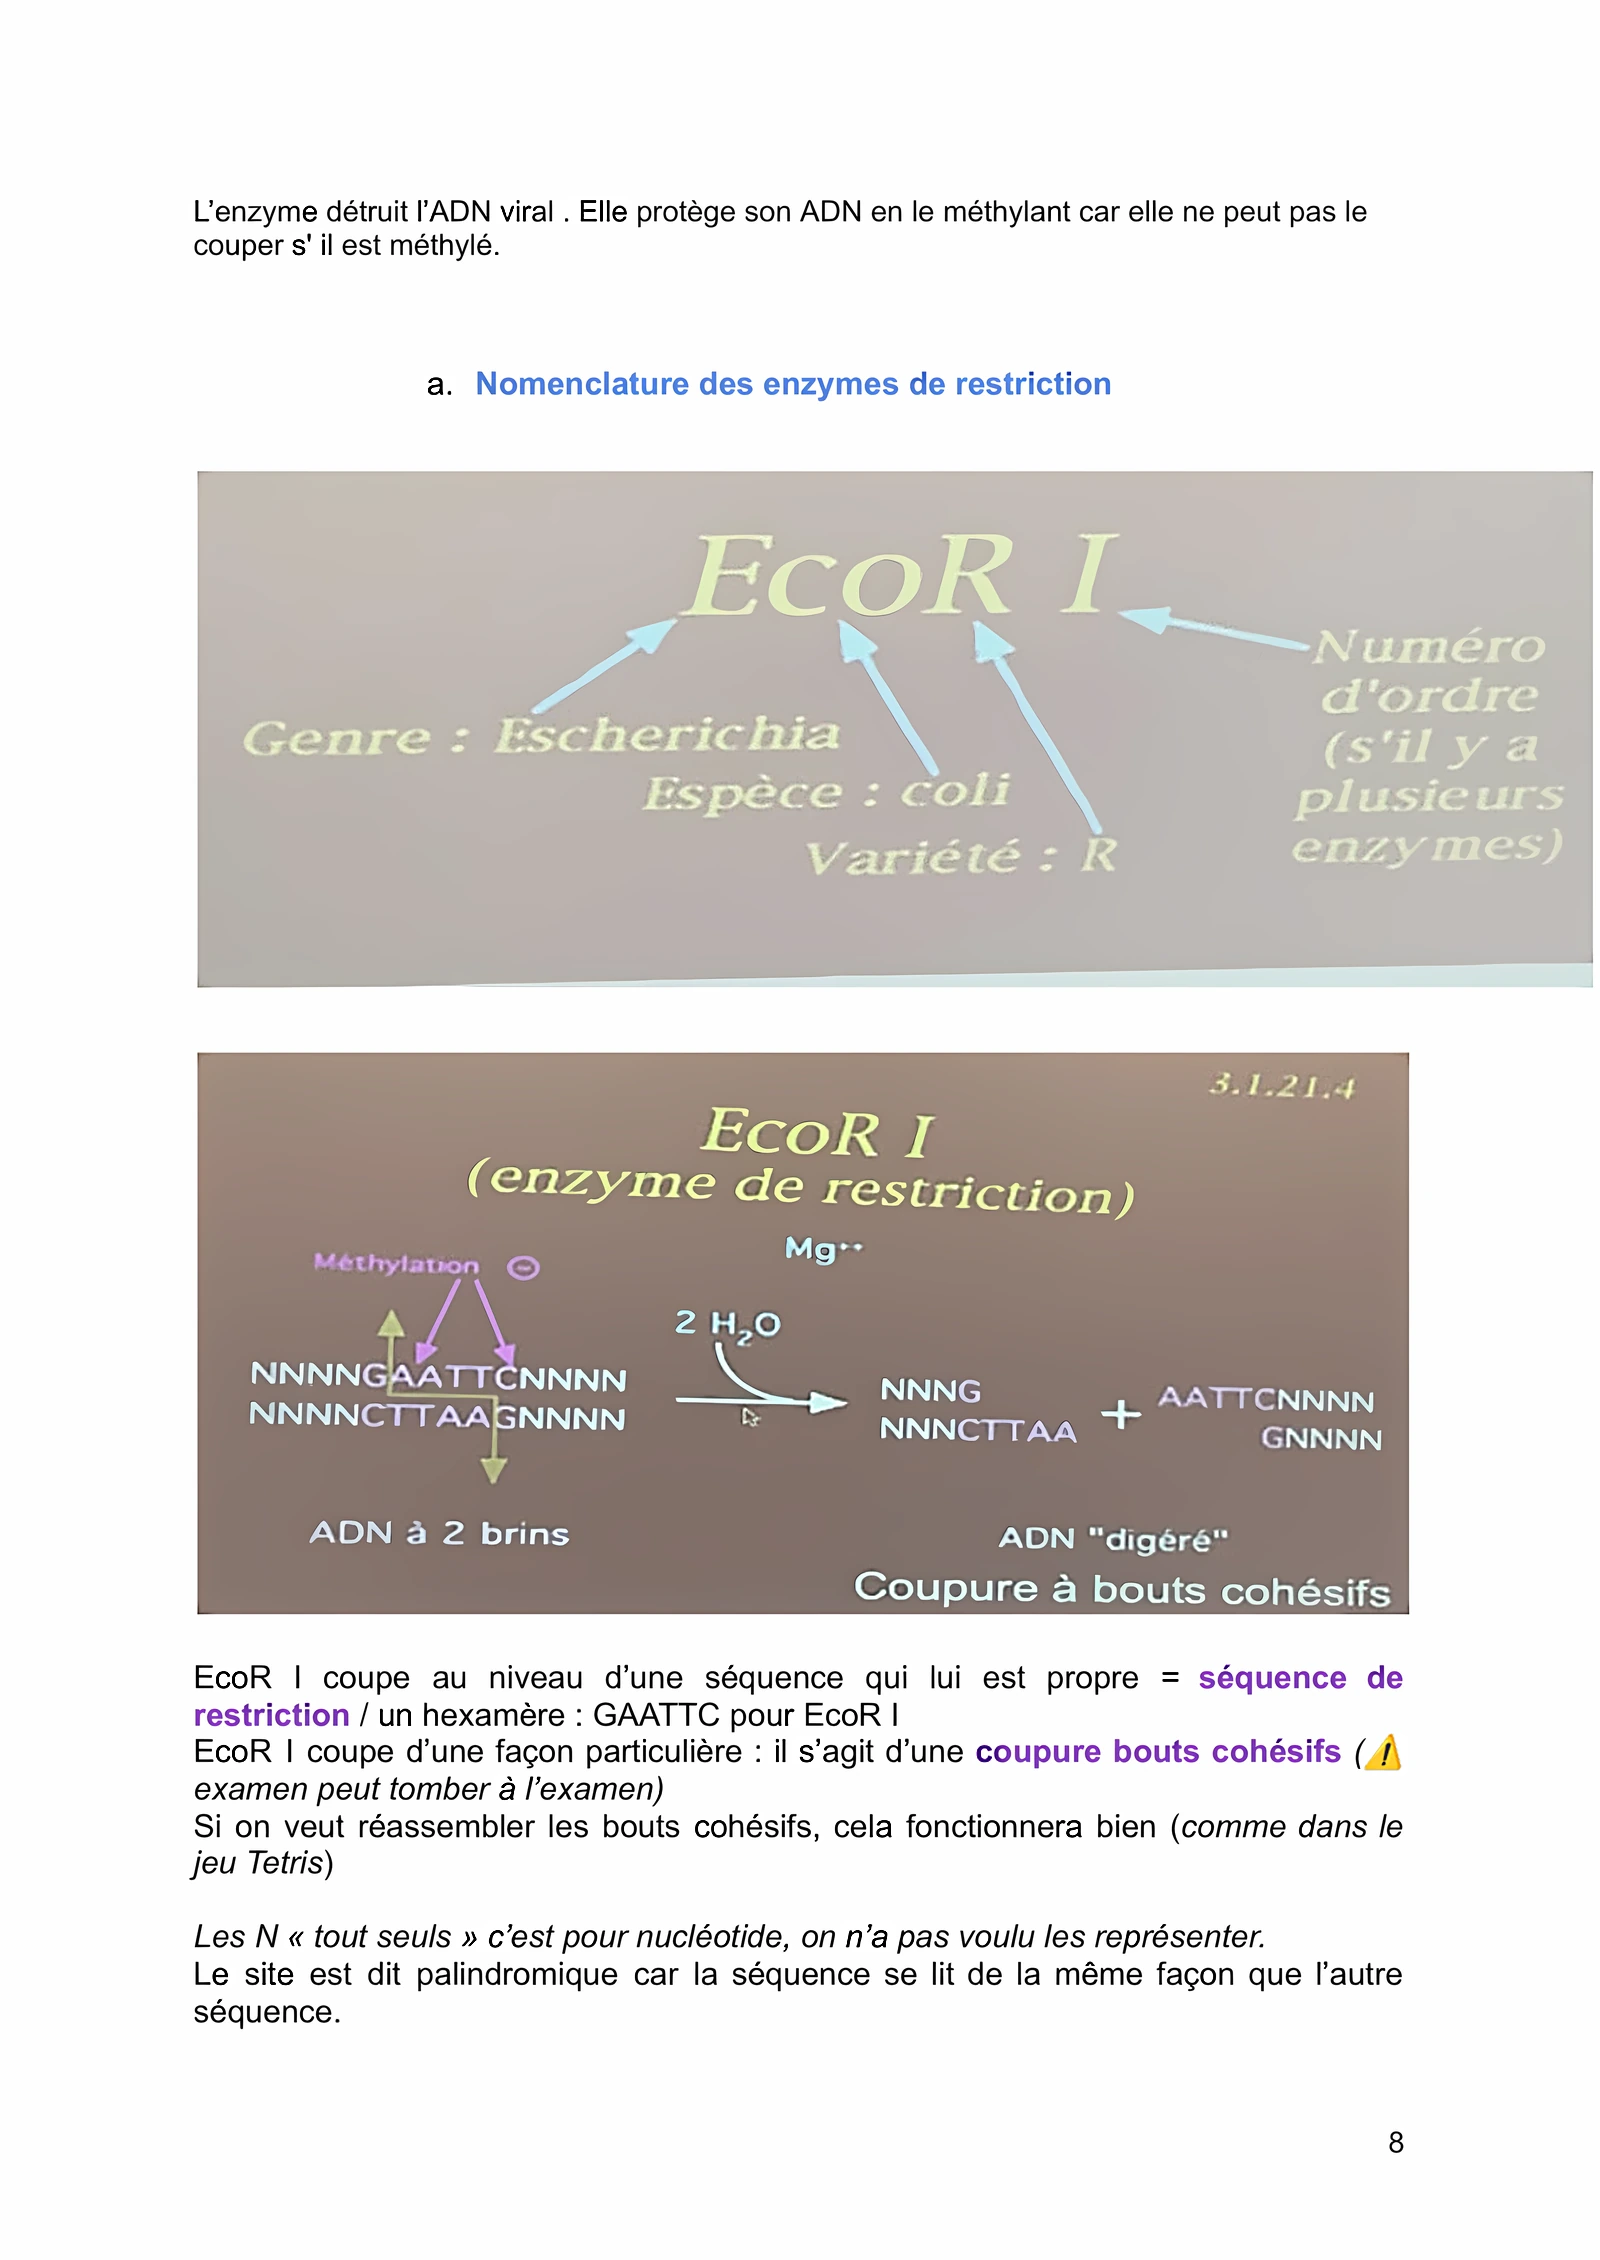 L’enzyme détruit l’ADN viral . Elle protège son ADN en le méthylant car elle ne peut pas le
couper s' il est méthylé.
a. Nomenclature des enzymes de restriction
EcoR I
Numéro
d'ordre
(s'il y a
plusieurs
enzymes)
Genre : Escherichia
Espèce : coli
Variété : R
3.1.21.4
EcoR I
(enzyme de restriction)
Mg++
Méthylation ⊖
2 H₂O
NNNNGAATTCNNNN
NNNNCTTAAGNNNN
NNNG
NNNCTTAA
+
AATTCNNNN
GNNNN
ADN à 2 brins
ADN "digéré"
Coupure à bouts cohésifs
EcoR I coupe au niveau d’une séquence qui lui est propre = séquence de
restriction / un hexamère : GAATTC pour EcoR I
EcoR I coupe d’une façon particulière : il s’agit d’une coupure bouts cohésifs (⚠️
examen peut tomber à l’examen)
Si on veut réassembler les bouts cohésifs, cela fonctionnera bien (comme dans le
jeu Tetris)
Les N « tout seuls » c’est pour nucléotide, on n’a pas voulu les représenter.
Le site est dit palindromique car la séquence se lit de la même façon que l’autre
séquence.
8